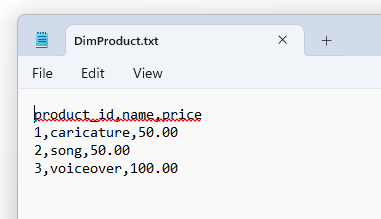 DimProduct.txt
File Edit View
product_id,name,price
1,caricature,50.00
2,song,50.00
3,voiceover,100.00